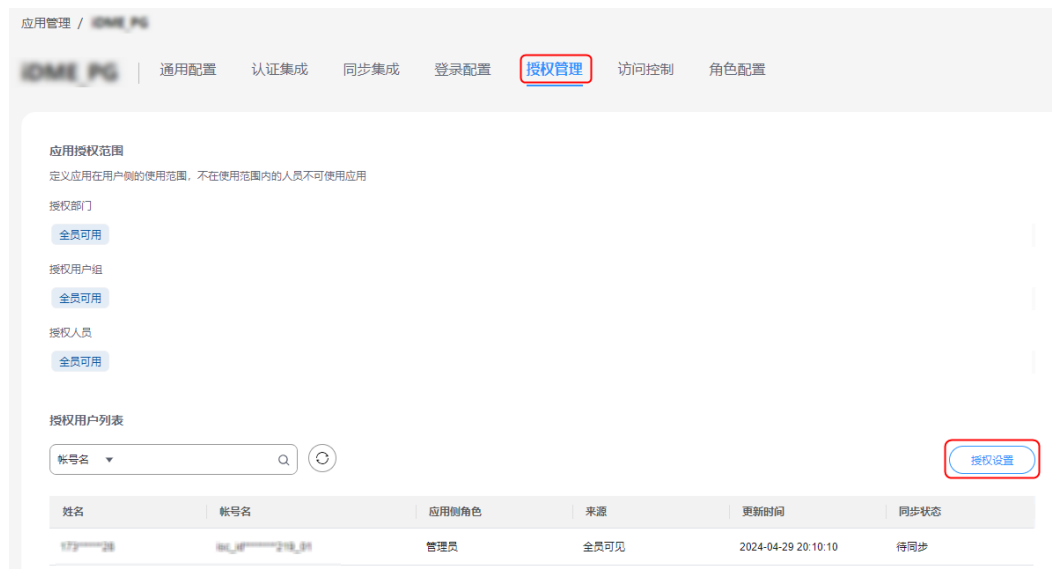 应用管理 /
通用配置 认证集成 同步集成 登录配置 授权管理 访问控制 角色配置
应用授权范围
定义应用在用户侧的使用范围，不在使用范围内的人员不可使用应用
授权部门
全员可用
授权用户组
全员可用
授权人员
全员可用
授权用户列表
帐号名
授权设置
姓名 帐号名 应用侧角色 来源 更新时间 同步状态
管理员 全员可见 2024-04-29 20:10:10 待同步